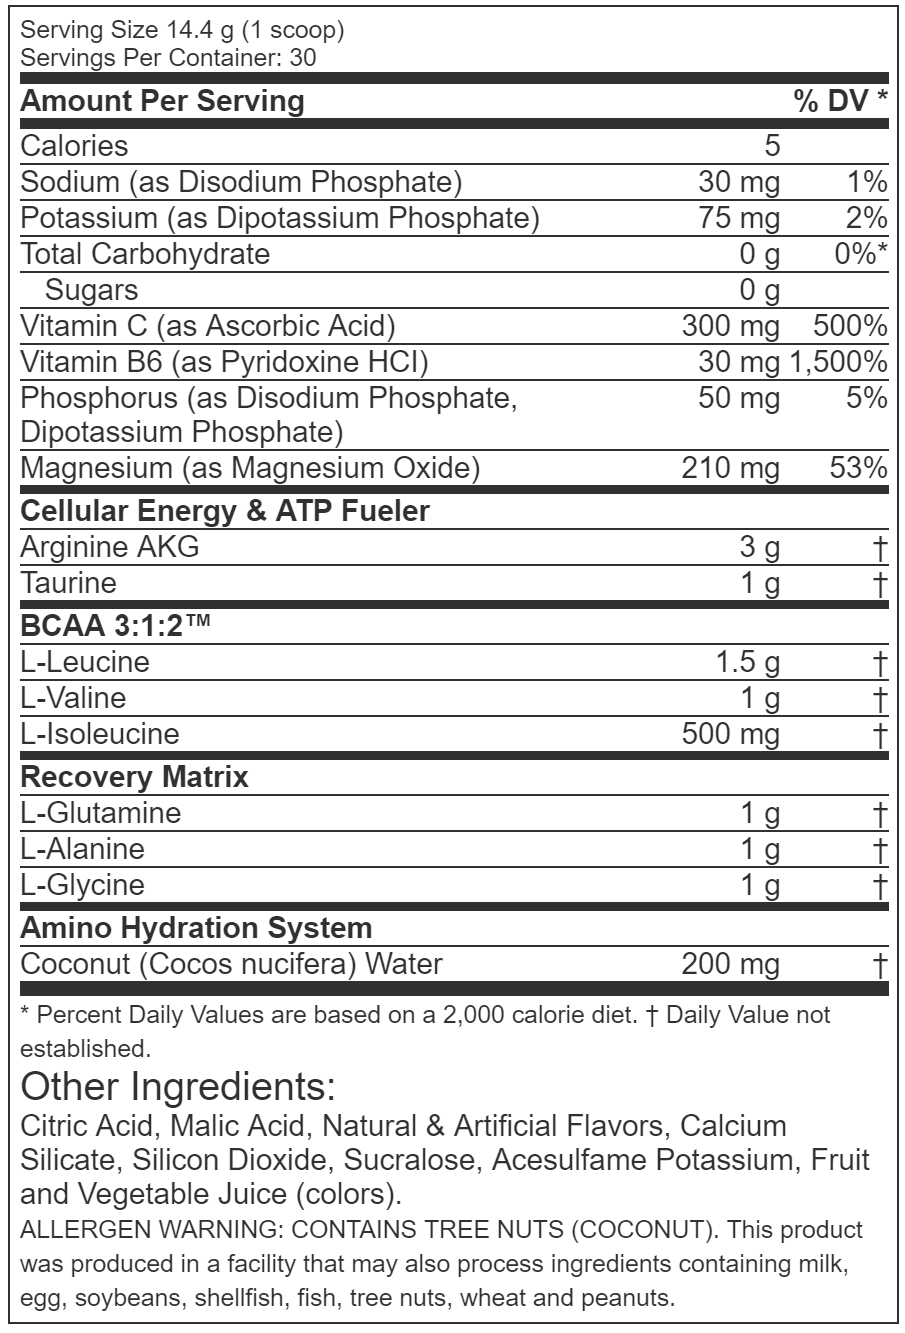 Serving Size 14.4 g (1 scoop)
Servings Per Container: 30
Amount Per Serving % DV *
Calories 5
Sodium (as Disodium Phosphate) 30 mg 1%
Potassium (as Dipotassium Phosphate) 75 mg 2%
Total Carbohydrate 0 g 0%*
Sugars 0 g
Vitamin C (as Ascorbic Acid) 300 mg 500%
Vitamin B6 (as Pyridoxine HCl) 30 mg 1,500%
Phosphorus (as Disodium Phosphate, 50 mg 5%
Dipotassium Phosphate)
Magnesium (as Magnesium Oxide) 210 mg 53%
Cellular Energy & ATP Fueler
Arginine AKG 3 g †
Taurine 1 g †
BCAA 3:1:2™
L-Leucine 1.5 g †
L-Valine 1 g †
L-Isoleucine 500 mg †
Recovery Matrix
L-Glutamine 1 g †
L-Alanine 1 g †
L-Glycine 1 g †
Amino Hydration System
Coconut (Cocos nucifera) Water 200 mg †
* Percent Daily Values are based on a 2,000 calorie diet. † Daily Value not
established.
Other Ingredients:
Citric Acid, Malic Acid, Natural & Artificial Flavors, Calcium
Silicate, Silicon Dioxide, Sucralose, Acesulfame Potassium, Fruit
and Vegetable Juice (colors).
ALLERGEN WARNING: CONTAINS TREE NUTS (COCONUT). This product
was produced in a facility that may also process ingredients containing milk,
egg, soybeans, shellfish, fish, tree nuts, wheat and peanuts.